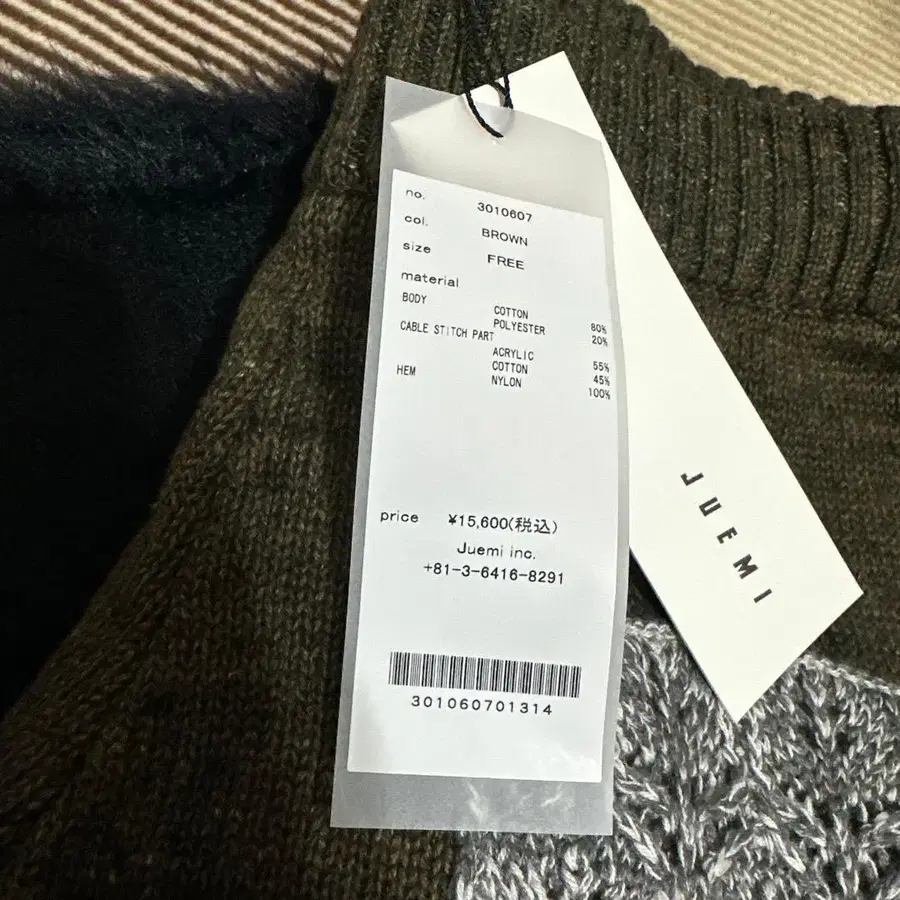 no. 3010607
col. BROWN
size FREE
material
BODY
COTTON 80%
POLYESTER 20%
CABLE STITCH PART
ACRYLIC 55%
COTTON 45%
HEM NYLON 100%
price ¥15,600(税込)
Juemi inc.
+81-3-6416-8291
301060701314
JUEMI